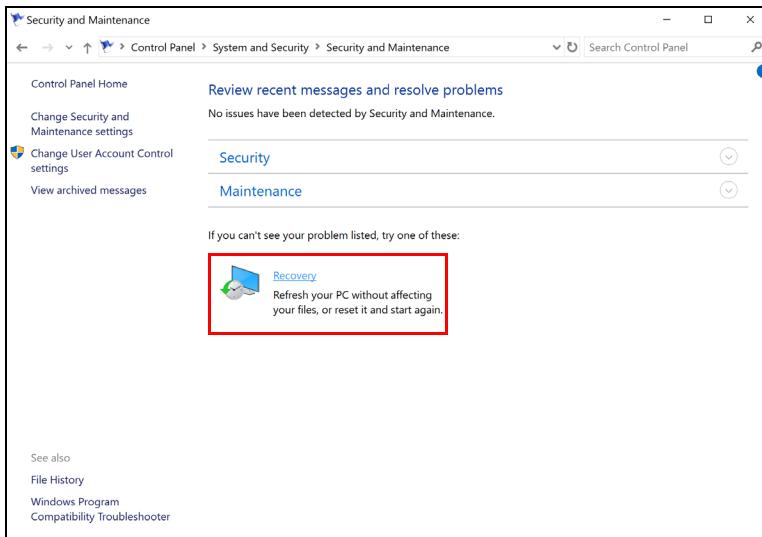 Security and Maintenance
Control Panel > System and Security > Security and Maintenance
Search Control Panel
Control Panel Home
Change Security and
Maintenance settings
Change User Account Control
settings
View archived messages
Review recent messages and resolve problems
No issues have been detected by Security and Maintenance.
Security
Maintenance
If you can't see your problem listed, try one of these:
Recovery
Refresh your PC without affecting
your files, or reset it and start again.
See also
File History
Windows Program
Compatibility Troubleshooter